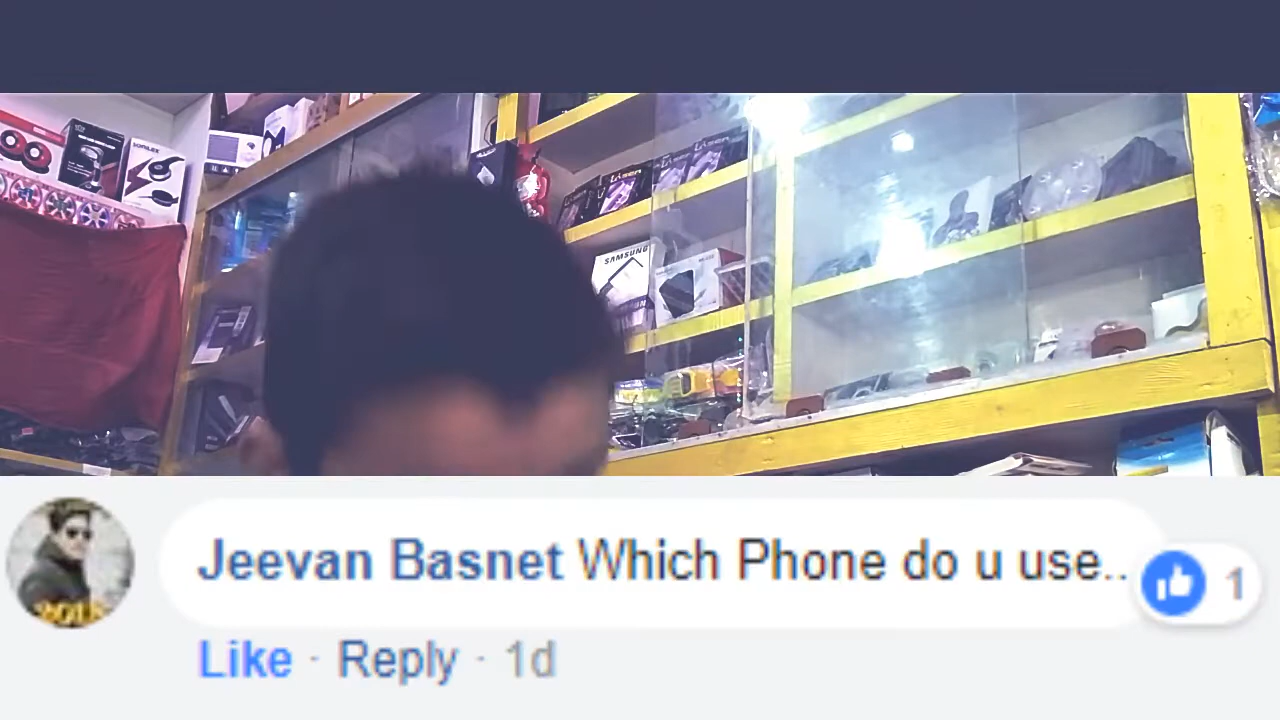 SAMSUNG
Jeevan Basnet Which Phone do u use..
1
Like · Reply · 1d